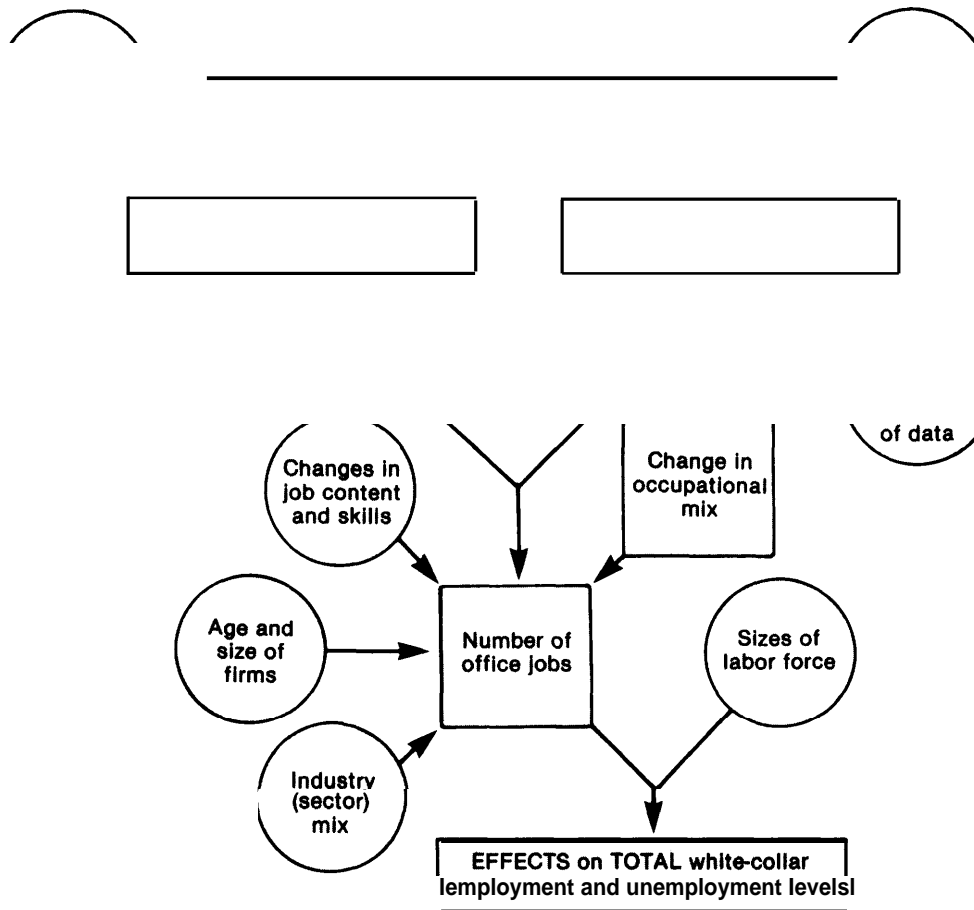 of data
Changes in
job content
and skills
Change in
occupational
mix
Age and
size of
firms
Number of
office jobs
Sizes of
labor force
Industry
(sector)
mix
EFFECTS on TOTAL white-collar
employment and unemployment levels